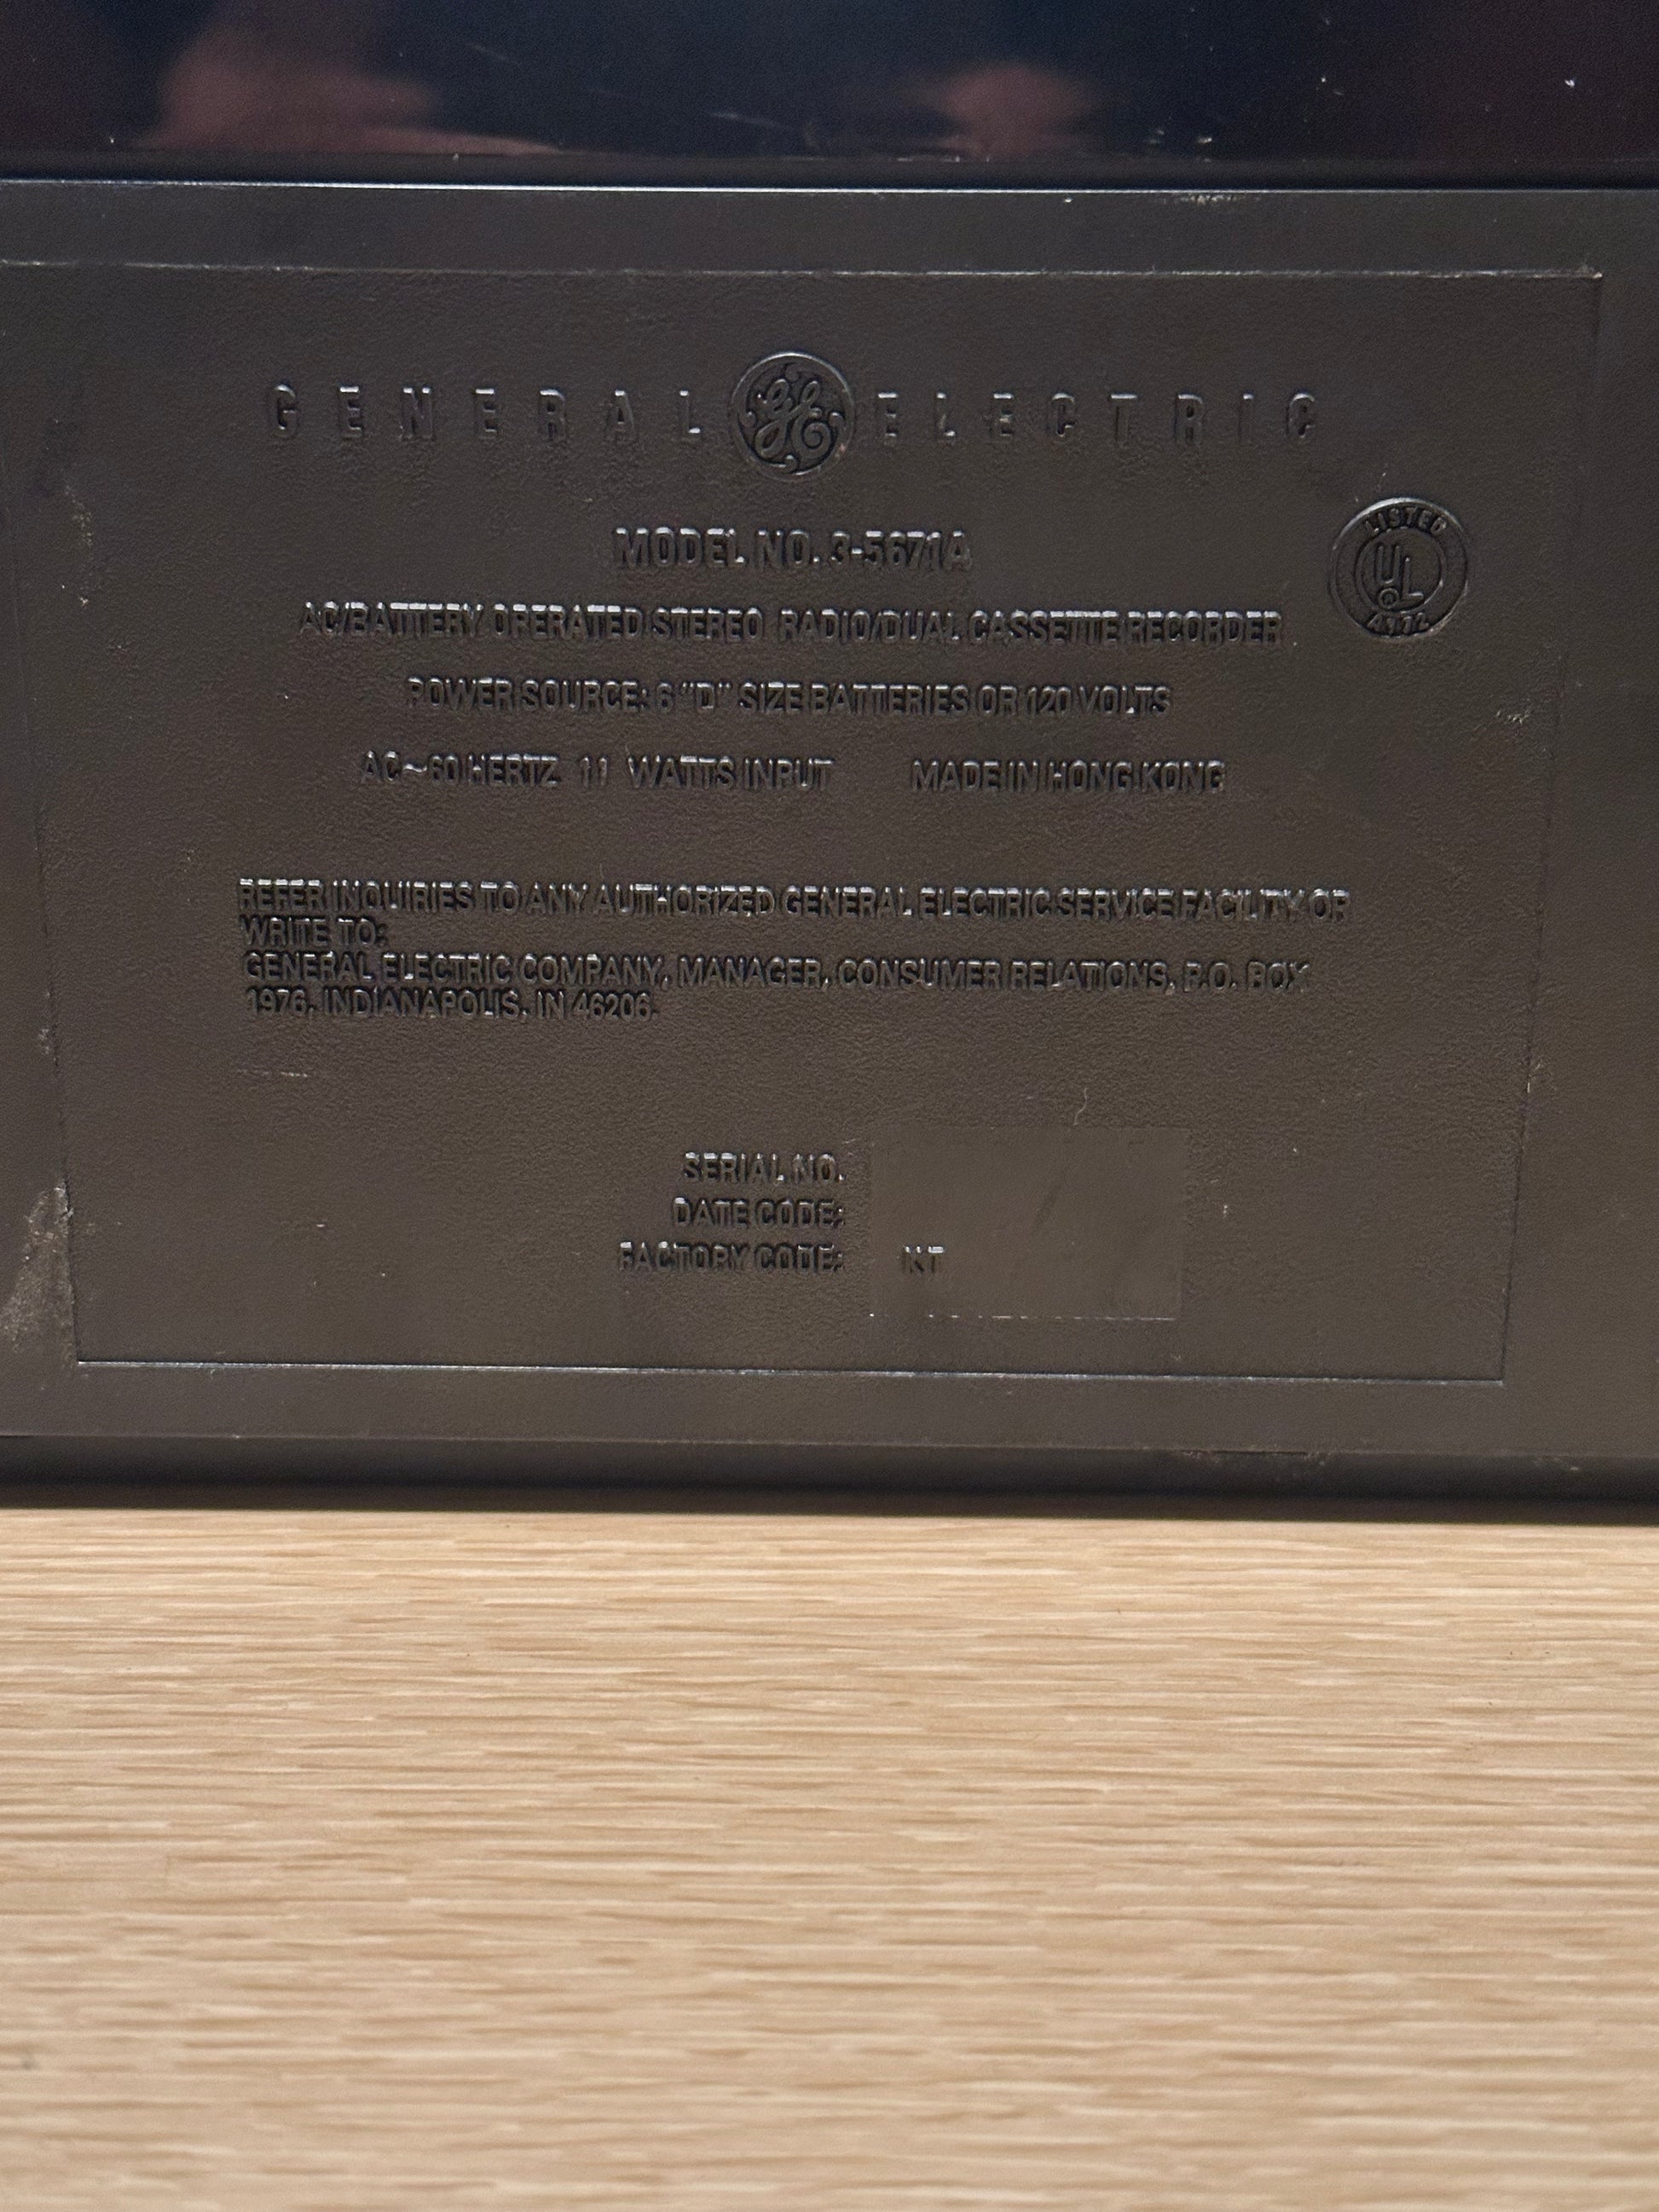 GENERAL GE ELECTRIC
MODEL NO. 3-5671A
LISTED
UL
AC/BATTERY OPERATED STEREO RADIO/DUAL CASSETTE RECORDER
POWER SOURCE: 6 "D" SIZE BATTERIES OR 120 VOLTS
AC~60 HERTZ 11 WATTS INPUT MADE IN HONG KONG
REFER INQUIRIES TO ANY AUTHORIZED GENERAL ELECTRIC SERVICE FACILITY OR
WRITE TO:
GENERAL ELECTRIC COMPANY, MANAGER, CONSUMER RELATIONS, P.O. BOX
1976, INDIANAPOLIS, IN 46206.
SERIAL NO.
DATE CODE:
FACTORY CODE: KT